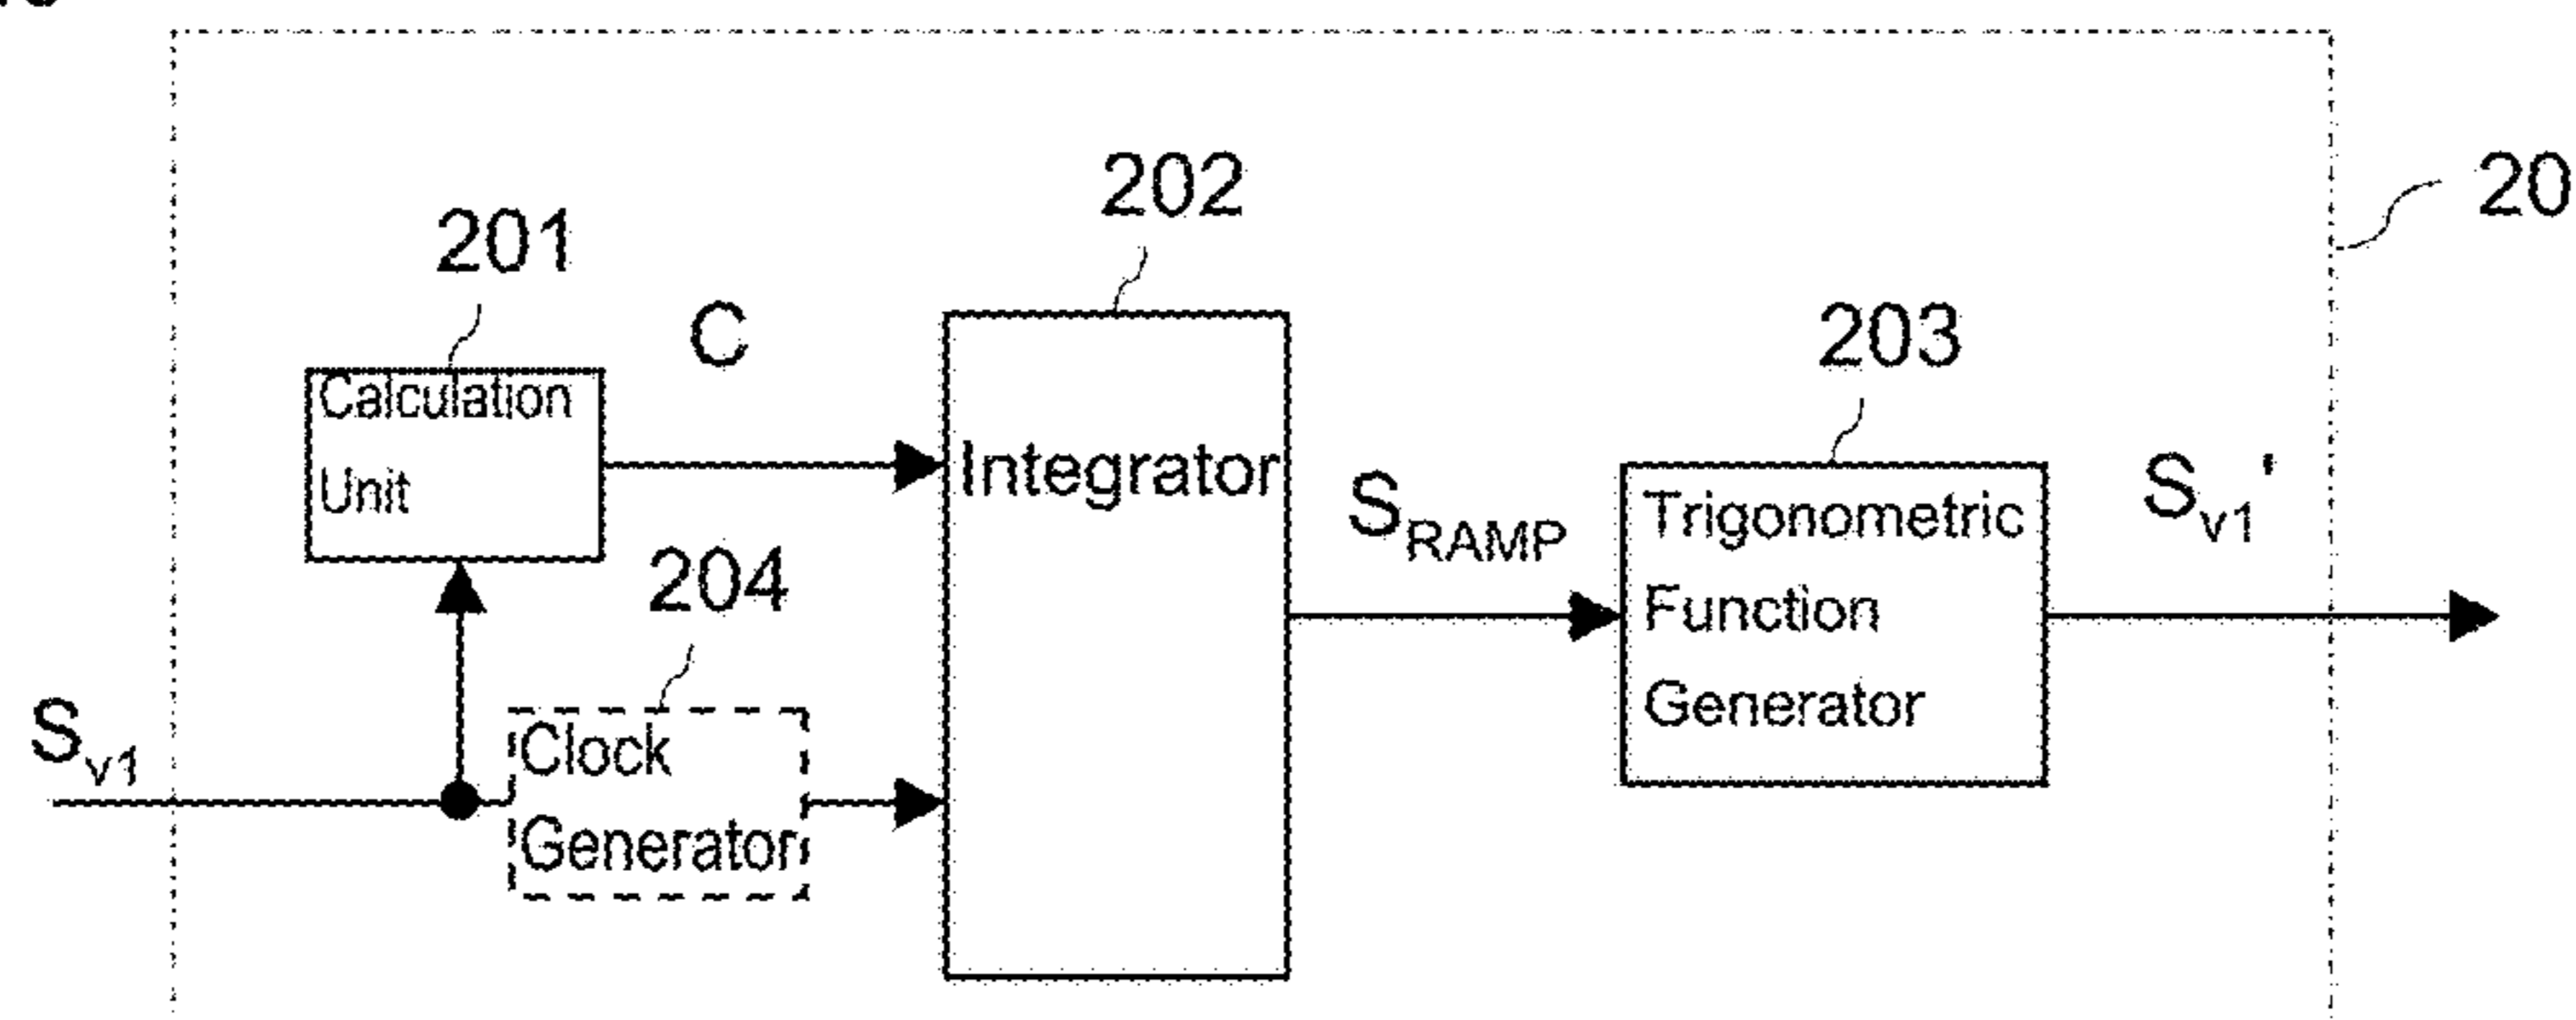 202
20
201
C
203
Calculation
Unit
Integrator
S_RAMP
Trigonometric
Function
Generator
S_v1'
204
S_v1
Clock
Generator